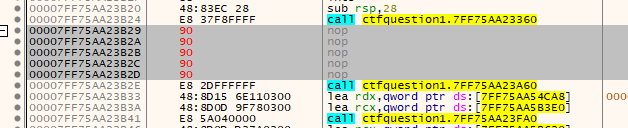 00007FF75AA23B20 48:83EC 28 sub rsp,28
00007FF75AA23B24 E8 37F8FFFF call ctfquestion1.7FF75AA23360
00007FF75AA23B29 90 nop
00007FF75AA23B2A 90 nop
00007FF75AA23B2B 90 nop
00007FF75AA23B2C 90 nop
00007FF75AA23B2D 90 nop
00007FF75AA23B2E E8 2DFFFFFF call ctfquestion1.7FF75AA23A60
00007FF75AA23B33 48:8D15 6E110300 lea rdx,qword ptr ds:[7FF75AA54CA8]
00007FF75AA23B3A 48:8D0D 9F780300 lea rcx,qword ptr ds:[7FF75AA5B3E0]
00007FF75AA23B41 E8 5A040000 call ctfquestion1.7FF75AA23FA0